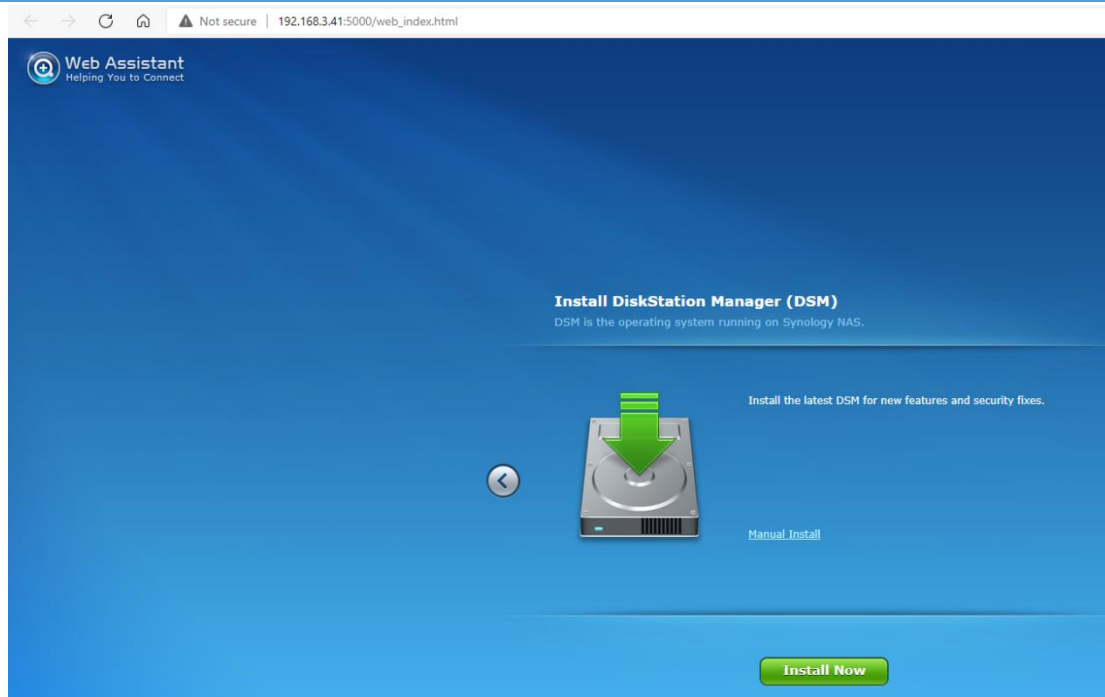 Not secure | 192.168.3.41:5000/web_index.html
Web Assistant
Helping You to Connect
Install DiskStation Manager (DSM)
DSM is the operating system running on Synology NAS.
Install the latest DSM for new features and security fixes.
Manual Install
Install Now